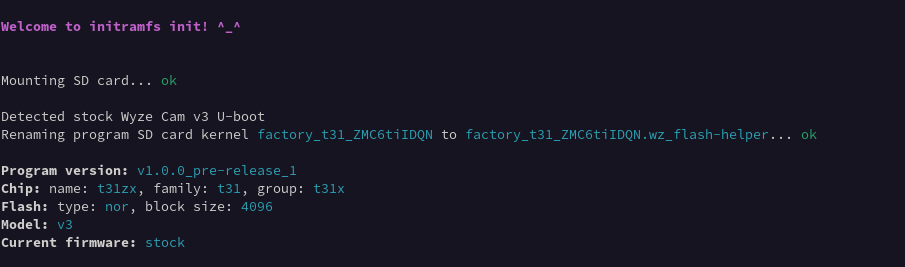 Welcome to initramfs init! ^_^
Mounting SD card... ok
Detected stock Wyze Cam v3 U-boot
Renaming program SD card kernel factory_t31_ZMC6tiIDQN to factory_t31_ZMC6tiIDQN.wz_flash-helper... ok
Program version: v1.0.0_pre-release_1
Chip: name: t31zx, family: t31, group: t31x
Flash: type: nor, block size: 4096
Model: v3
Current firmware: stock